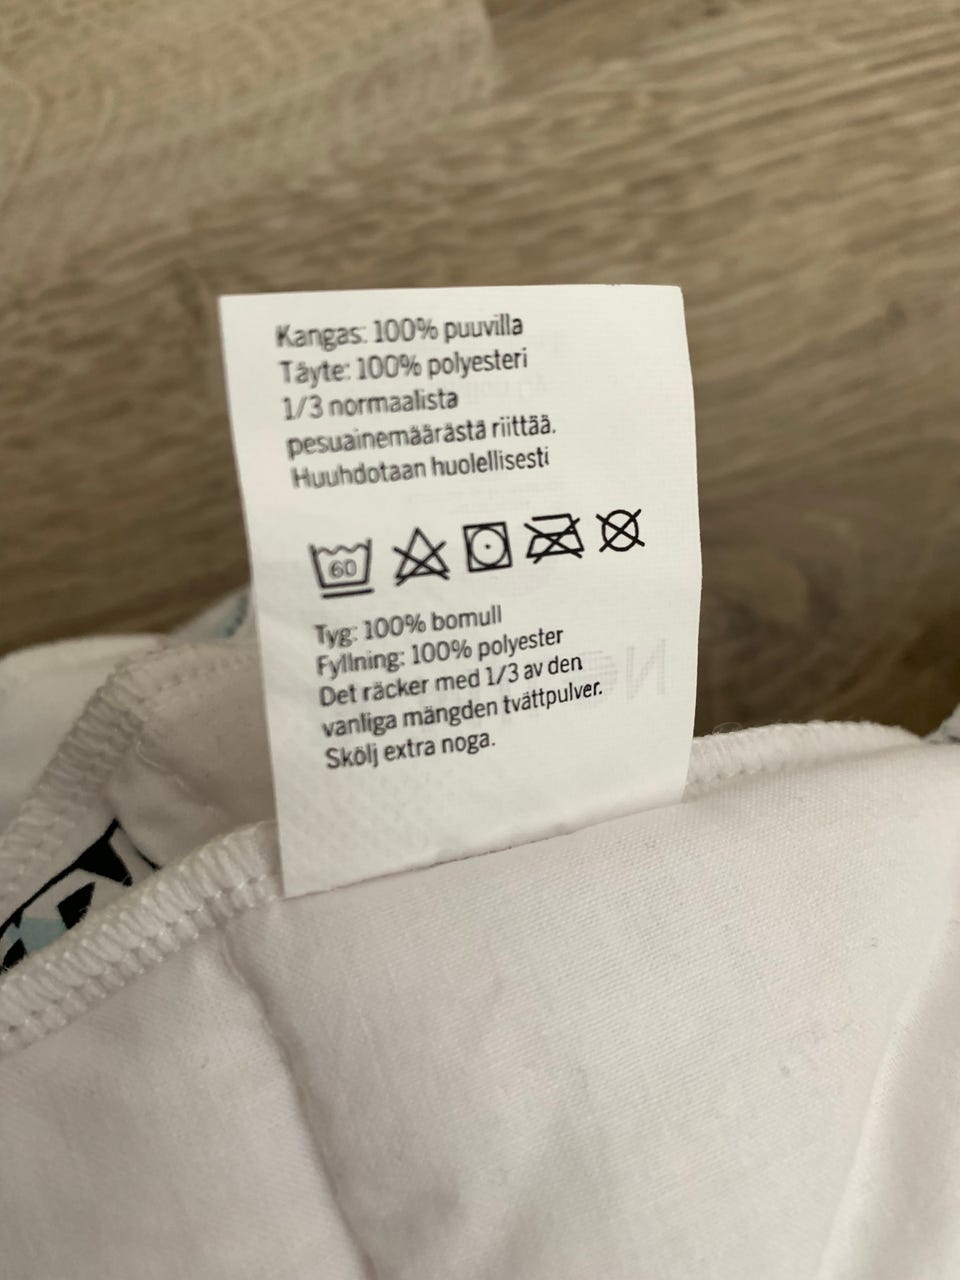 Kangas: 100% puuvilla
Täyte: 100% polyesteri
1/3 normaalista
pesuainemäärästä riittää.
Huuhdotaan huolellisesti
60
Tyg: 100% bomull
Fyllning: 100% polyester
Det räcker med 1/3 av den
vanliga mängden tvättpulver.
Skölj extra noga.